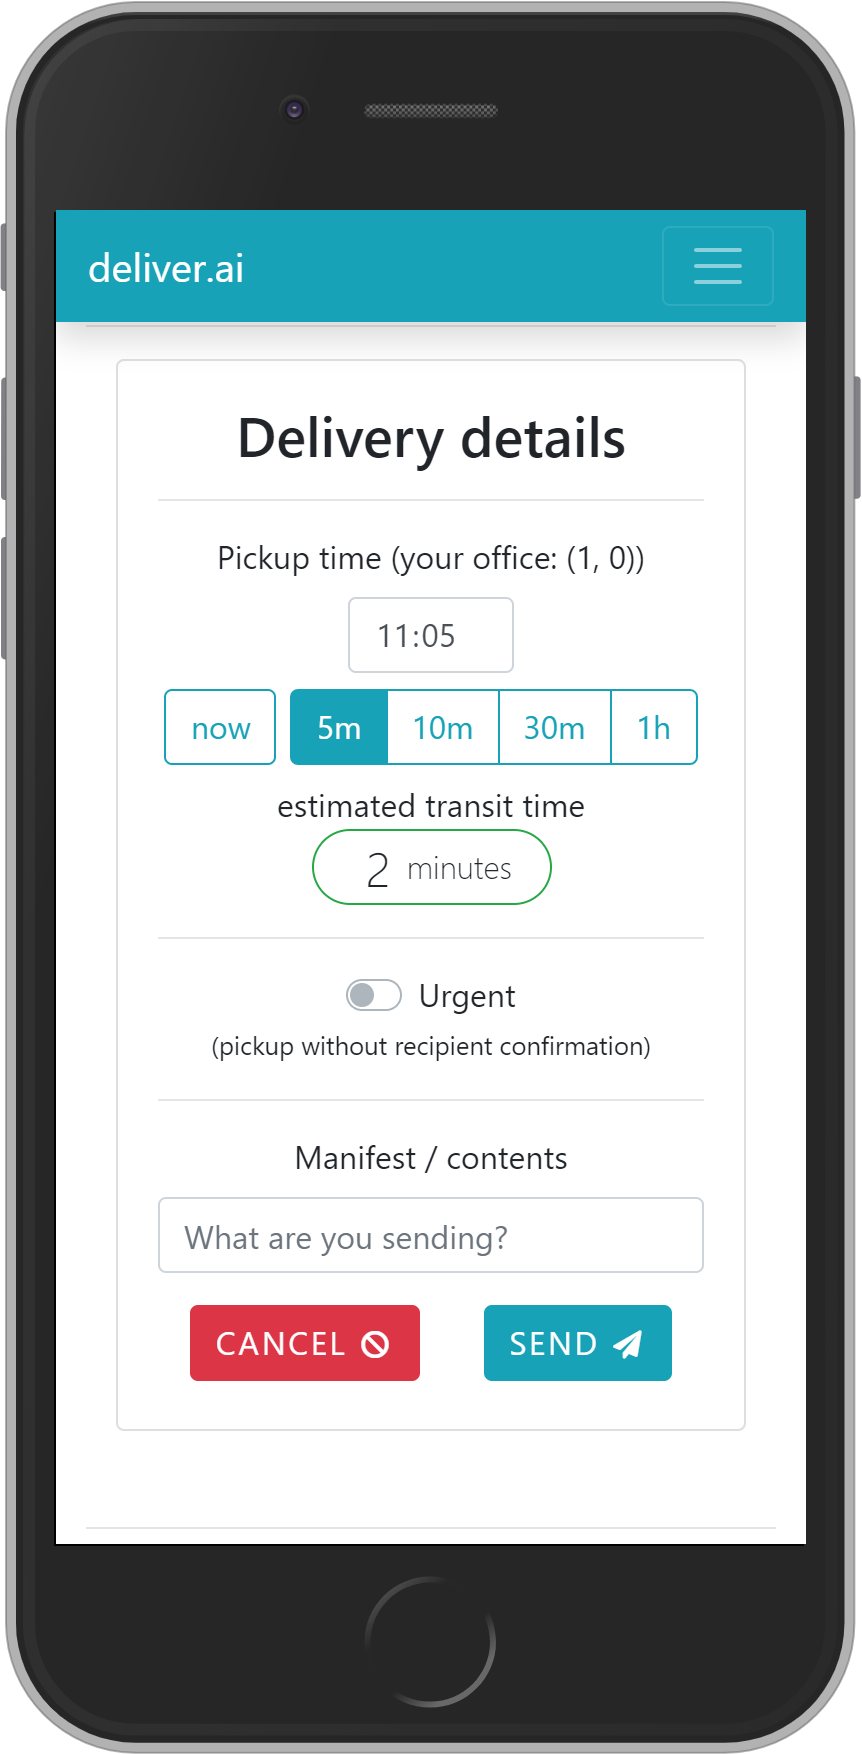 deliver.ai
Delivery details
Pickup time (your office: (1, 0))
11:05
now 5m 10m 30m 1h
estimated transit time
2 minutes
Urgent
(pickup without recipient confirmation)
Manifest / contents
What are you sending?
CANCEL SEND